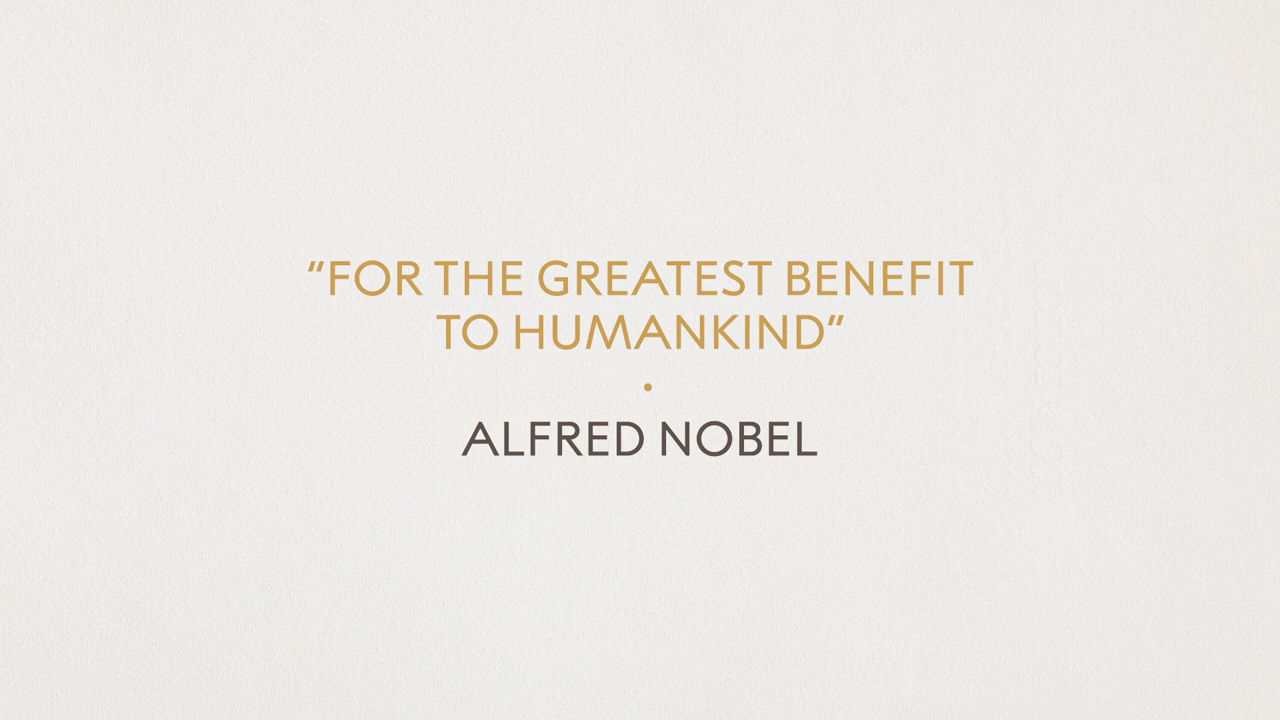 “FOR THE GREATEST BENEFIT
TO HUMANKIND“
•
ALFRED NOBEL